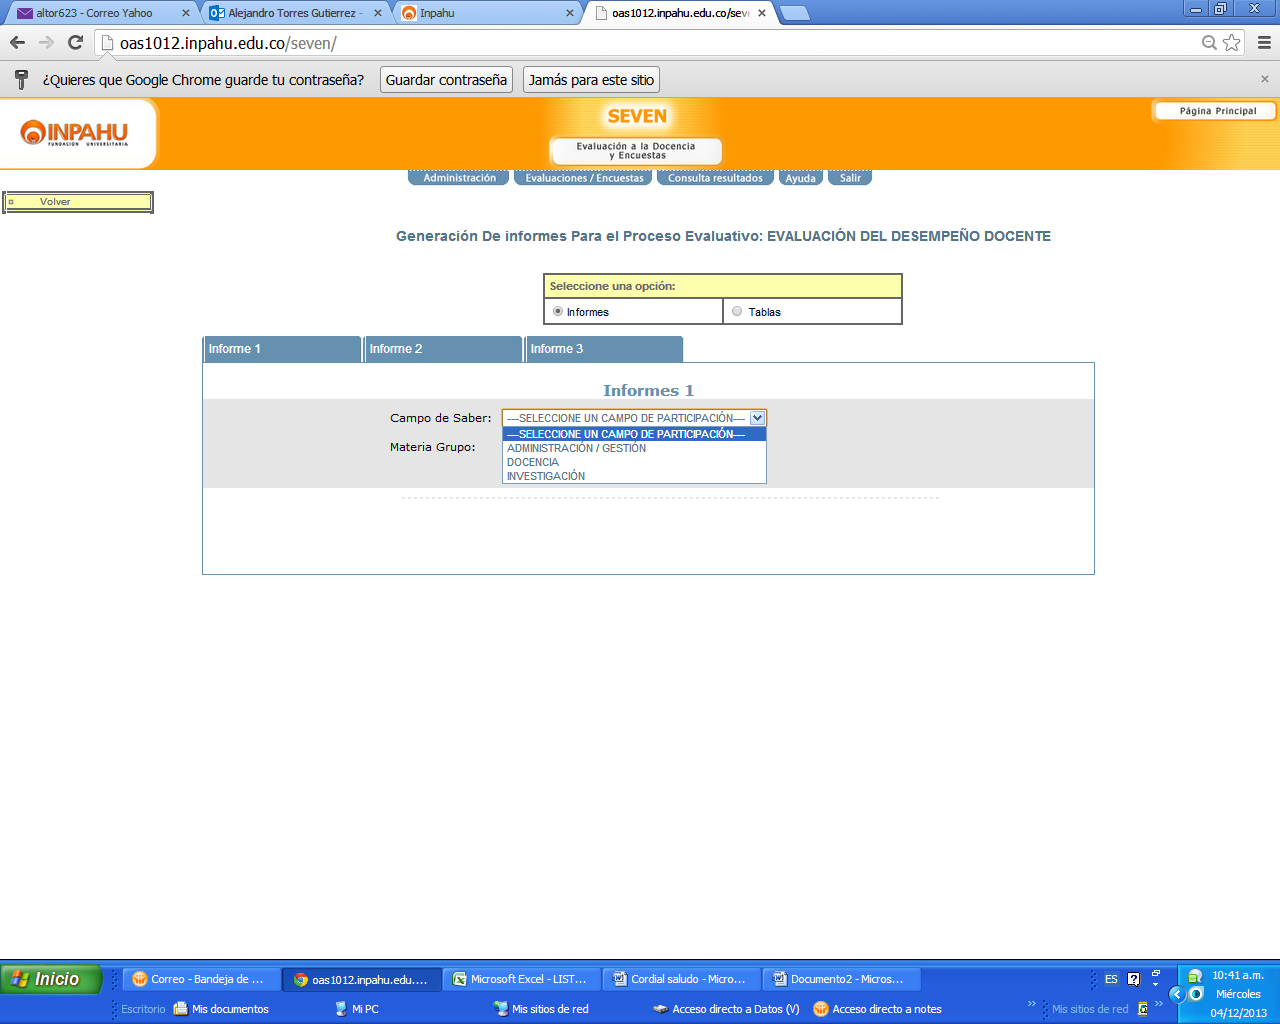 altor623 - Correo Yahoo
Alejandro Torres Gutierrez -
Inpahu
oas1012.inpahu.edu.co/seve
oas1012.inpahu.edu.co/seven/
¿Quieres que Google Chrome guarde tu contraseña?
Guardar contraseña
Jamás para este sitio
INPAHU
FUNDACIÓN UNIVERSITARIA
SEVEN
Evaluación a la Docencia
y Encuestas
Página Principal
Administración
Evaluaciones / Encuestas
Consulta resultados
Ayuda
Salir
Volver
Generación De informes Para el Proceso Evaluativo: EVALUACIÓN DEL DESEMPEÑO DOCENTE
Seleccione una opción:
Informes
Tablas
Informe 1
Informe 2
Informe 3
Informes 1
Campo de Saber:
---SELECCIONE UN CAMPO DE PARTICIPACIÓN---
---SELECCIONE UN CAMPO DE PARTICIPACIÓN---
Materia Grupo:
ADMINISTRACIÓN / GESTIÓN
DOCENCIA
INVESTIGACIÓN
Inicio
Correo - Bandeja de ...
oas1012.inpahu.edu....
Microsoft Excel - LIST...
Cordial saludo - Micro...
Documento2 - Micros...
ES
10:41 a.m.
Miércoles
04/12/2013
Escritorio
Mis documentos
Mi PC
Mis sitios de red
Acceso directo a Datos (V)
Acceso directo a notes
Mis sitios de red